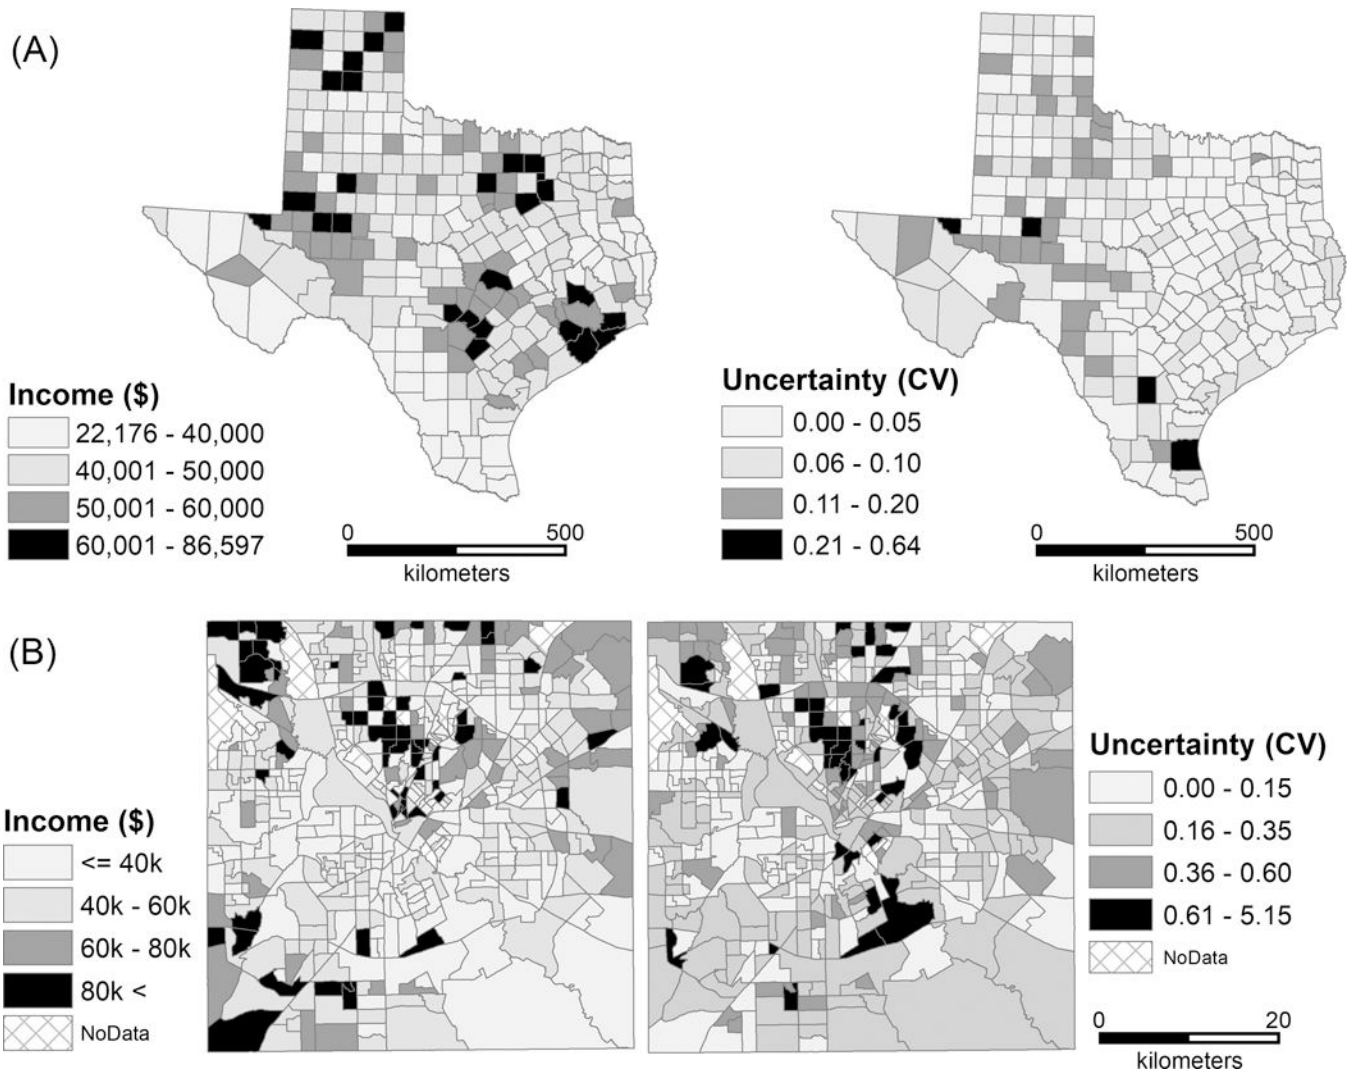 (A)
Income ($)
22,176 - 40,000
40,001 - 50,000
50,001 - 60,000
60,001 - 86,597
0 500
kilometers
Uncertainty (CV)
0.00 - 0.05
0.06 - 0.10
0.11 - 0.20
0.21 - 0.64
0 500
kilometers
(B)
Income ($)
<= 40k
40k - 60k
60k - 80k
80k <
NoData
Uncertainty (CV)
0.00 - 0.15
0.16 - 0.35
0.36 - 0.60
0.61 - 5.15
NoData
0 20
kilometers